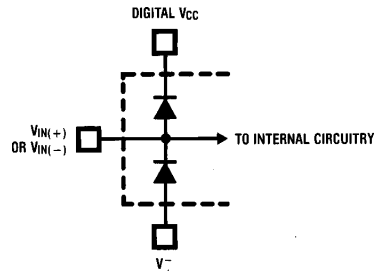 DIGITAL VCC
VIN(+)
OR VIN(−)
TO INTERNAL CIRCUITRY
V−